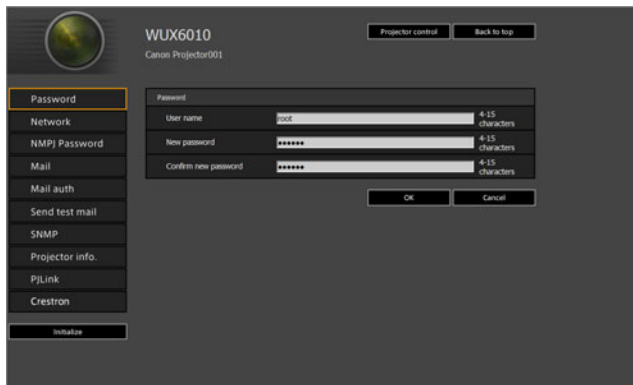 WUX6010
Canon Projector001
Projector control
Back to top
Password
Network
NMPJ Password
Mail
Mail auth
Send test mail
SNMP
Projector info.
PJLink
Crestron
Initialize
Password
User name root 4-15 characters
New password •••••• 4-15 characters
Confirm new password •••••• 4-15 characters
OK
Cancel